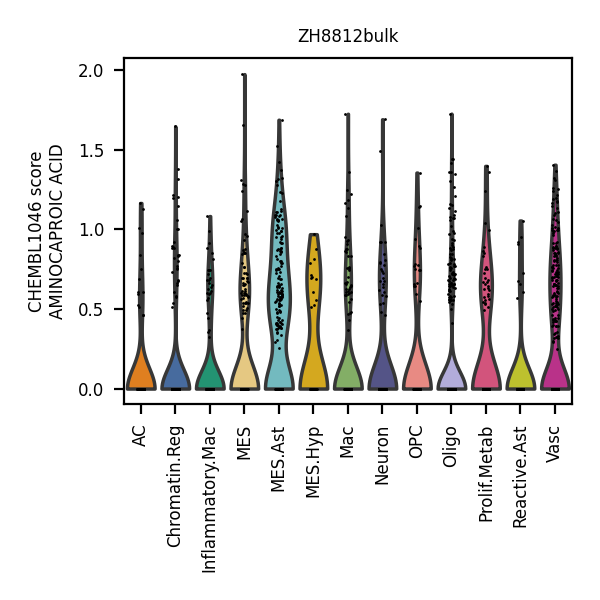 ZH8812bulk
CHEMBL1046 score
AMINOCAPROIC ACID
2.0
1.5
1.0
0.5
0.0
AC
Chromatin.Reg
Inflammatory.Mac
MES
MES.Ast
MES.Hyp
Mac
Neuron
OPC
Oligo
Prolif.Metab
Reactive.Ast
Vasc